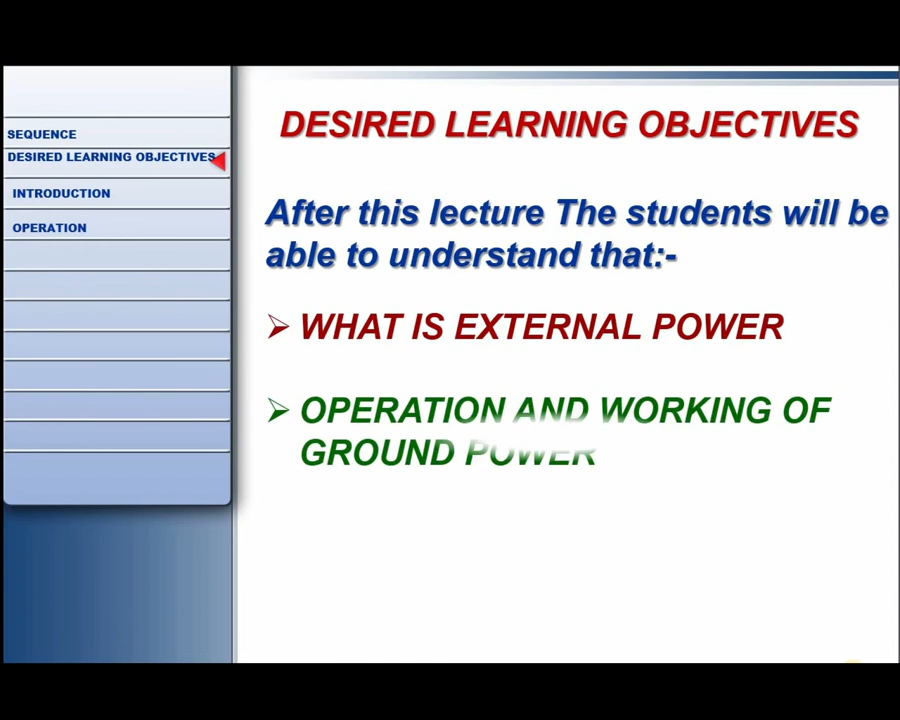 SEQUENCE
DESIRED LEARNING OBJECTIVES
INTRODUCTION
OPERATION
DESIRED LEARNING OBJECTIVES
After this lecture The students will be
able to understand that:-
WHAT IS EXTERNAL POWER
OPERATION AND WORKING OF
GROUND POWER